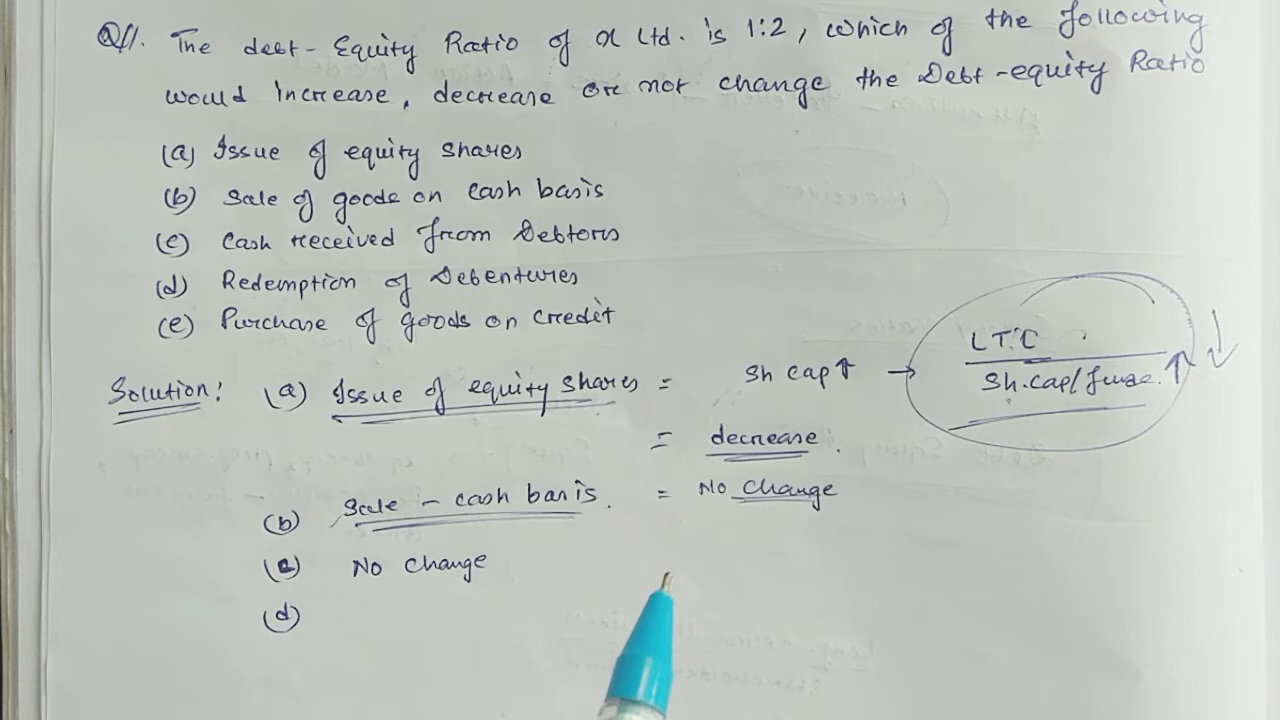 Q11. The debt-Equity Ratio of X Ltd. is 1:2, which of the following
would Increase, decrease or not change the Debt-equity Ratio
(a) Issue of equity shares
(b) Sale of goods on cash basis
(c) Cash received from Debtors
(d) Redemption of Debentures
(e) Purchase of goods on credit
Solution: (a) Issue of equity shares = Sh cap↑ →
LT.
Sh. cap/ ↑ ↓
= decrease.
(b) Sale - cash basis. = No change
(c) No change
(d)